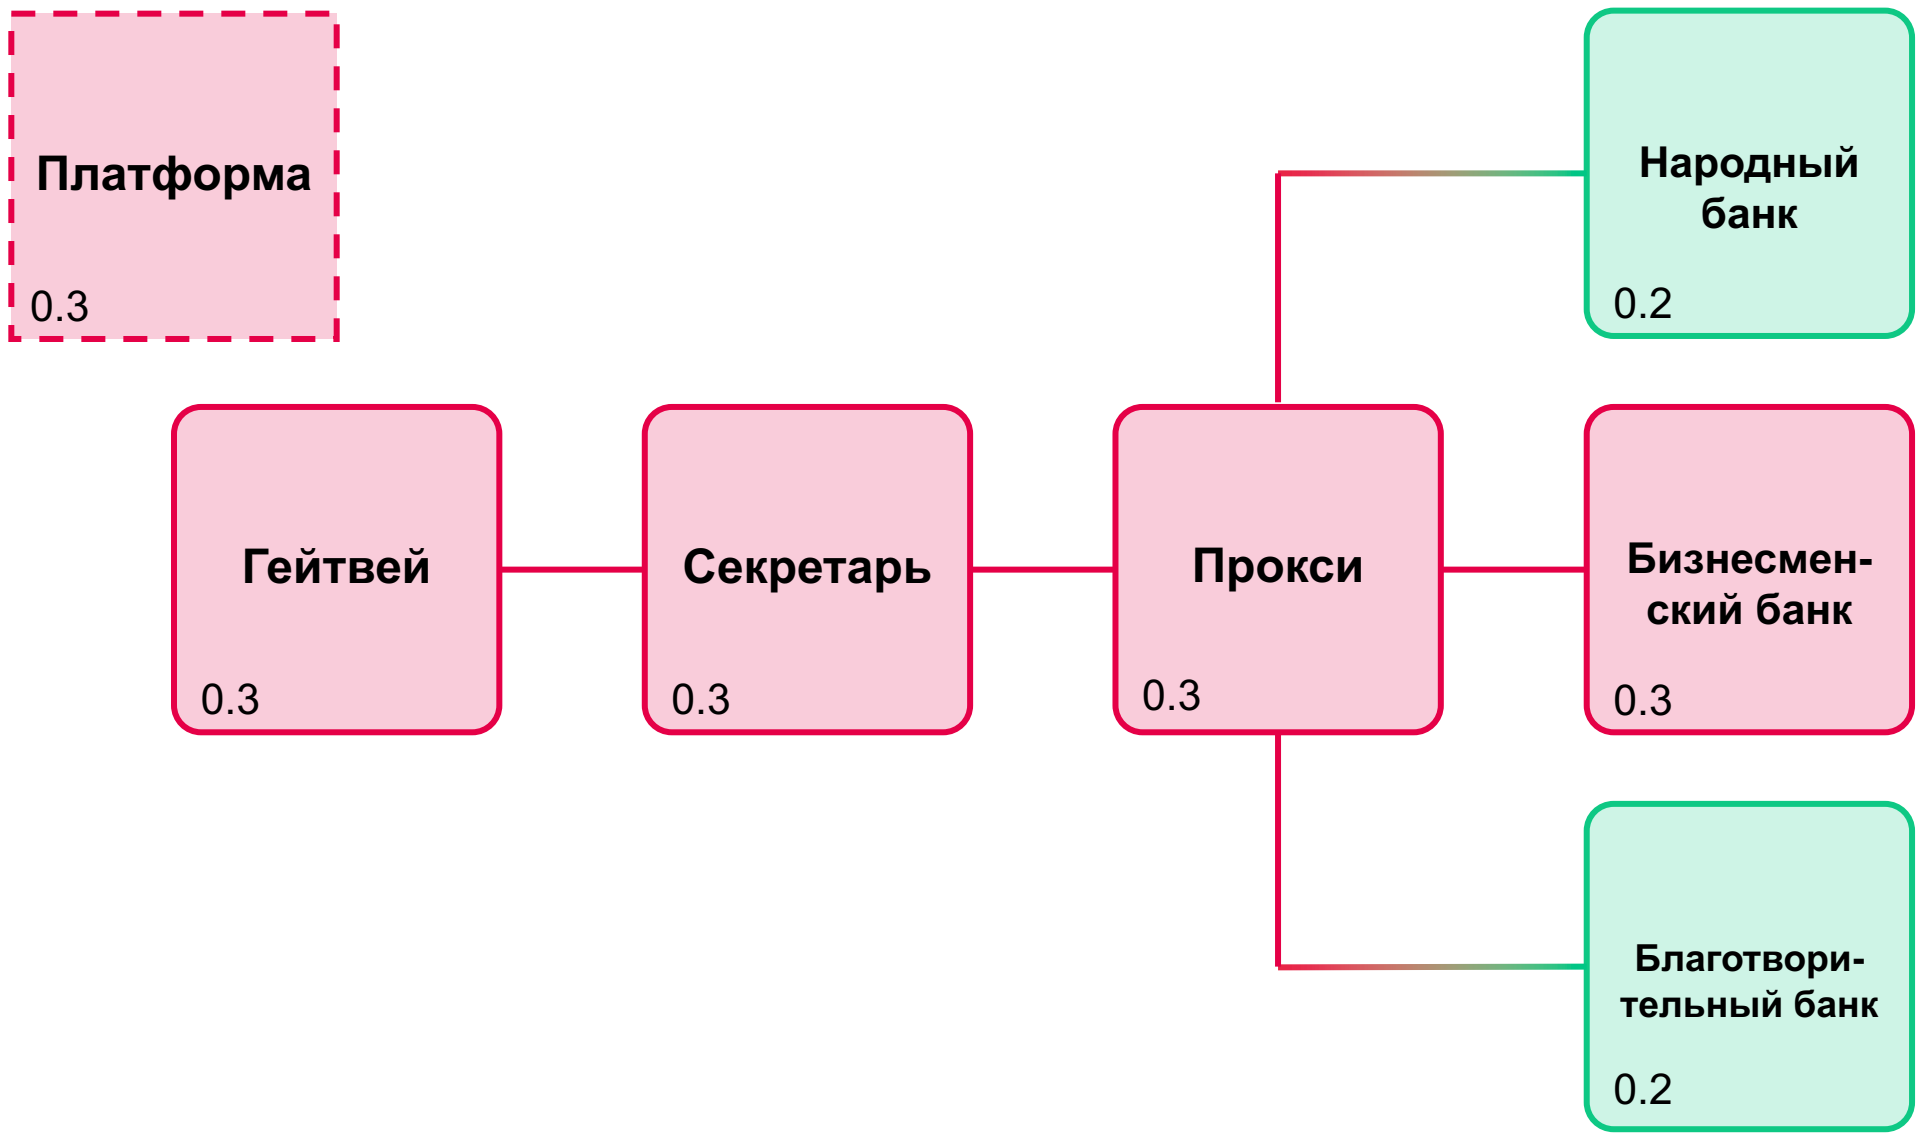 Платформа
0.3
Народный
банк
0.2
Гейтвей
0.3
Секретарь
0.3
Прокси
0.3
Бизнесмен-
ский банк
0.3
Благотвори-
тельный банк
0.2